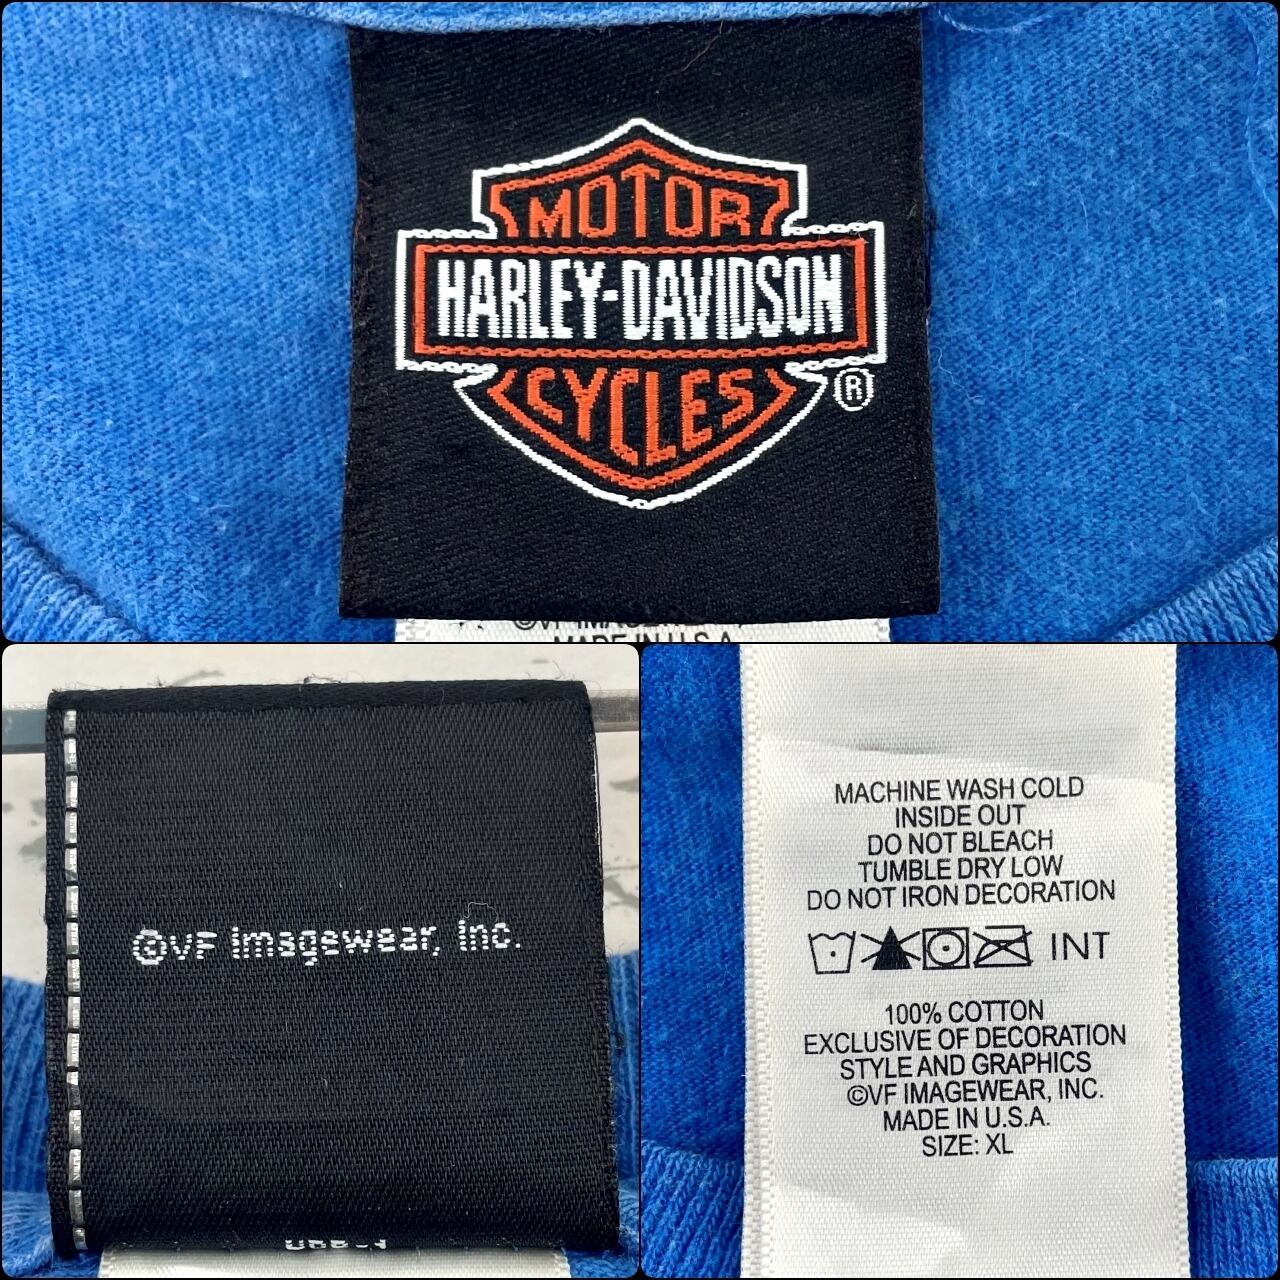 MOTOR
HARLEY-DAVIDSON
CYCLES
®
MADE IN U.S.A.
©VF Imagewear, Inc.
MACHINE WASH COLD
INSIDE OUT
DO NOT BLEACH
TUMBLE DRY LOW
DO NOT IRON DECORATION
INT
100% COTTON
EXCLUSIVE OF DECORATION
STYLE AND GRAPHICS
©VF IMAGEWEAR, INC.
MADE IN U.S.A.
SIZE: XL